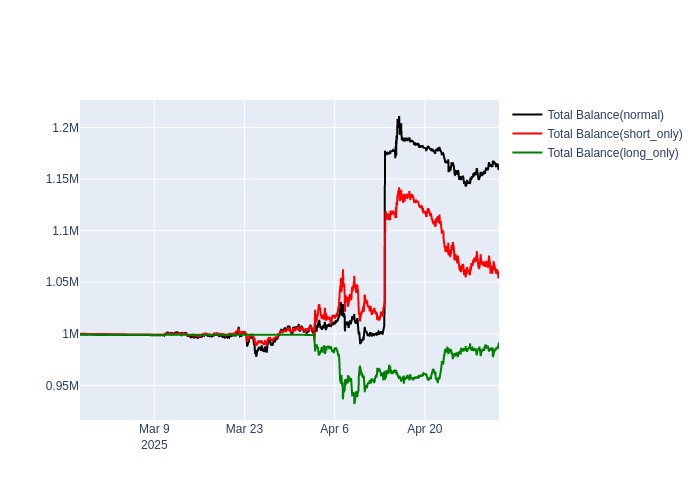 Total Balance(normal)
Total Balance(short_only)
Total Balance(long_only)
1.2M
1.15M
1.1M
1.05M
1M
0.95M
Mar 9
2025
Mar 23
Apr 6
Apr 20